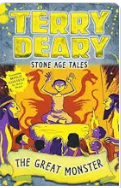 TERRY DEARY
STONE AGE TALES
THE GREAT MONSTER